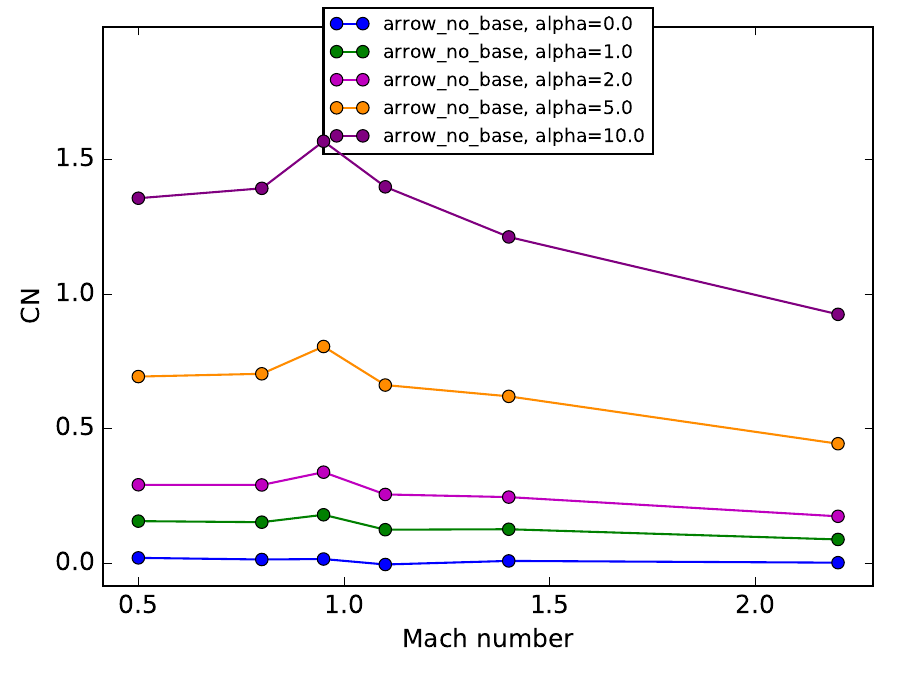 arrow_no_base, alpha=0.0
arrow_no_base, alpha=1.0
arrow_no_base, alpha=2.0
arrow_no_base, alpha=5.0
arrow_no_base, alpha=10.0
1.5
1.0
0.5
0.0
CN
0.5 1.0 1.5 2.0
Mach number